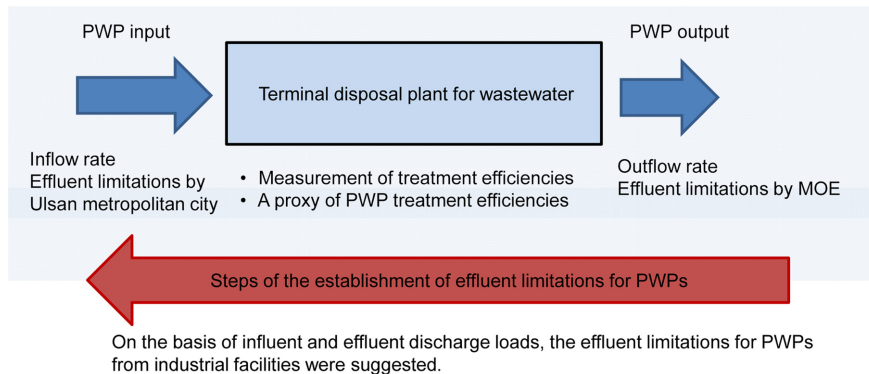 PWP input
PWP output
Terminal disposal plant for wastewater
Inflow rate
Effluent limitations by
Ulsan metropolitan city
• Measurement of treatment efficiencies
• A proxy of PWP treatment efficiencies
Outflow rate
Effluent limitations by MOE
Steps of the establishment of effluent limitations for PWPs
On the basis of influent and effluent discharge loads, the effluent limitations for PWPs
from industrial facilities were suggested.